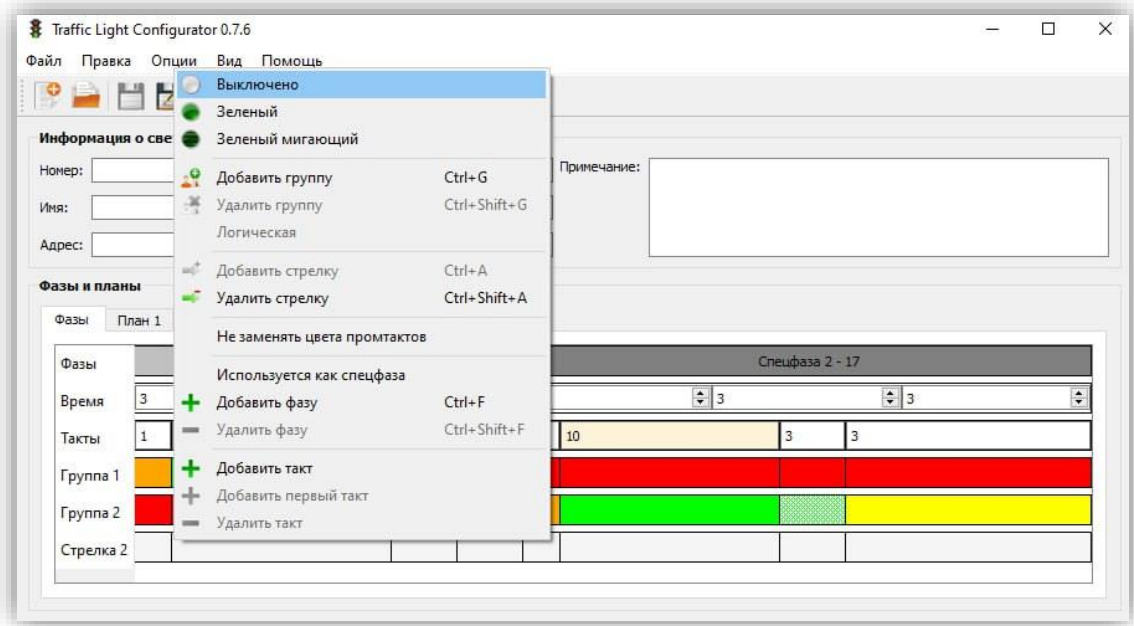 Traffic Light Configurator 0.7.6
Файл Правка Опции Вид Помощь
Выключено
Зеленый
Зеленый мигающий
Добавить группу Ctrl+G
Удалить группу Ctrl+Shift+G
Логическая
Добавить стрелку Ctrl+A
Удалить стрелку Ctrl+Shift+A
Не заменять цвета промтактов
Используется как спецфаза
Добавить фазу Ctrl+F
Удалить фазу Ctrl+Shift+F
Добавить такт
Добавить первый такт
Удалить такт
Информация о све
Номер:
Имя:
Адрес:
Примечание:
Фазы и планы
Фазы План 1
Фазы Спецфаза 2 - 17
Время 3 3 3
Такты 1 10 3 3
Группа 1
Группа 2
Стрелка 2